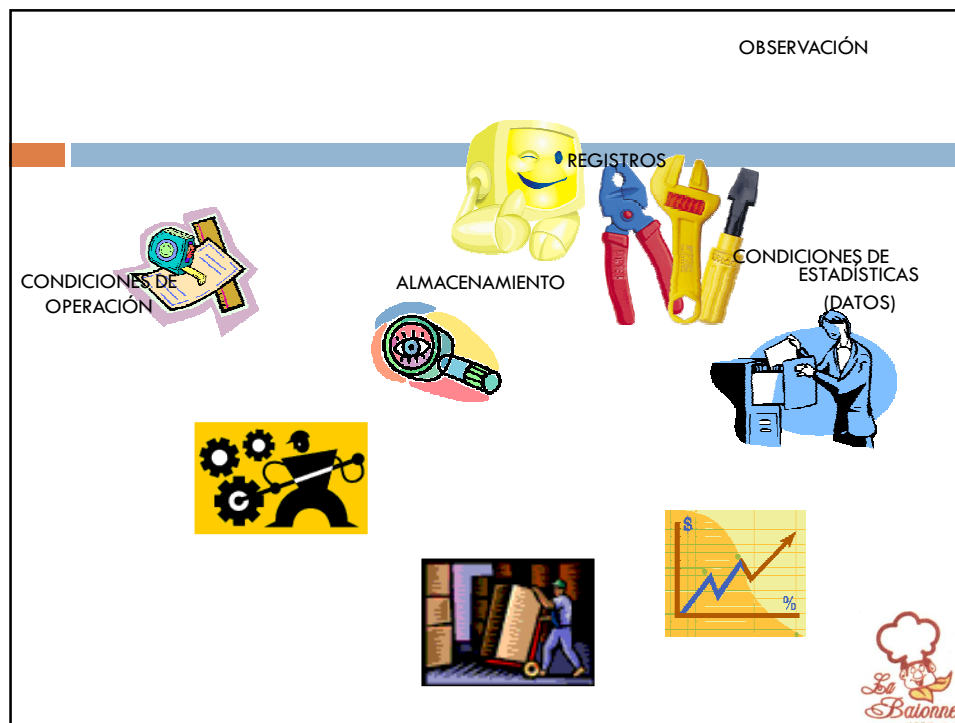 OBSERVACIÓN
REGISTROS
CONDICIONES DE
ESTADÍSTICAS
(DATOS)
CONDICIONES DE
OPERACIÓN
ALMACENAMIENTO
$
%
La
Baionne